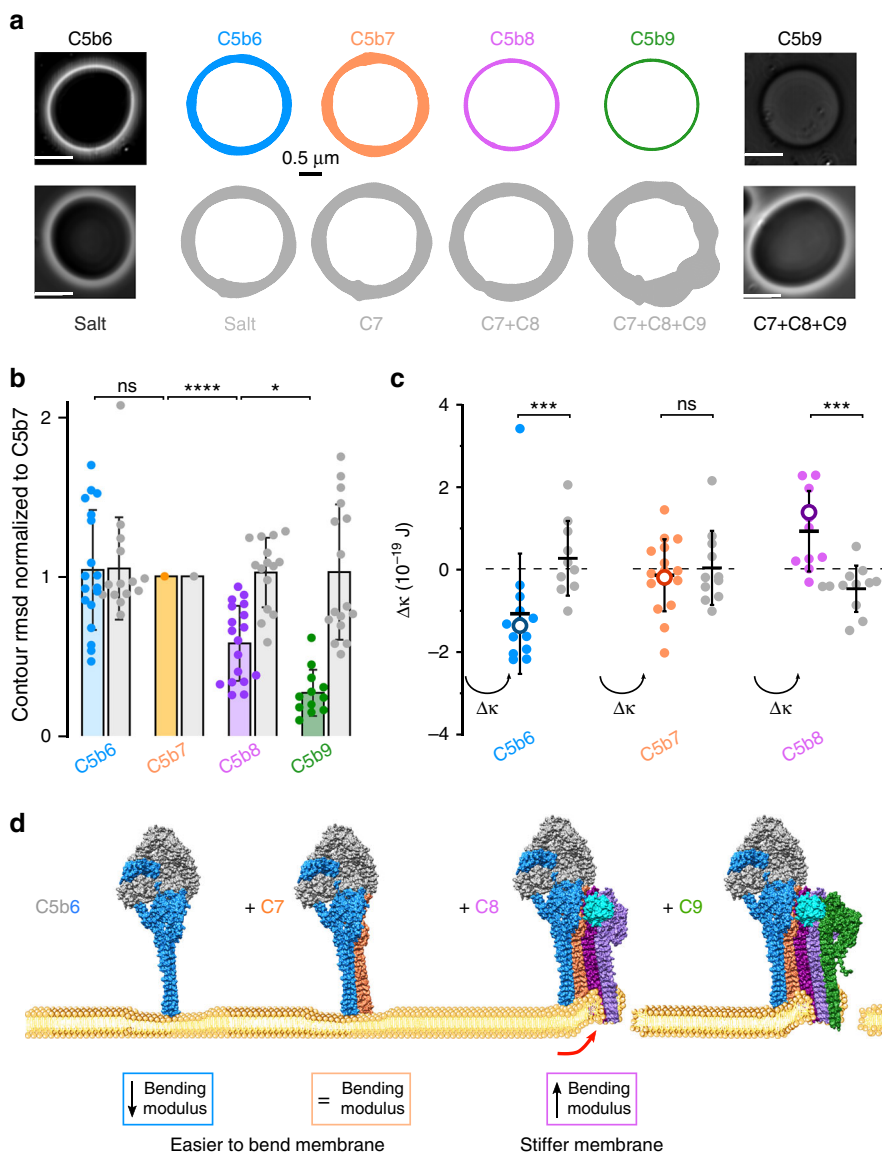 a
C5b6 C5b6 C5b7 C5b8 C5b9 C5b9
0.5 μm
Salt Salt C7 C7+C8 C7+C8+C9 C7+C8+C9
b
ns **** *
Contour rmsd normalized to C5b7
2
1
0
C5b6 C5b7 C5b8 C5b9
c
*** ns ***
Δκ (10⁻¹⁹ J)
4
2
0
−2
−4
Δκ Δκ Δκ
C5b6 C5b7 C5b8
d
C5b6 + C7 + C8 + C9
↓ Bending
modulus
= Bending
modulus
↑ Bending
modulus
Easier to bend membrane Stiffer membrane